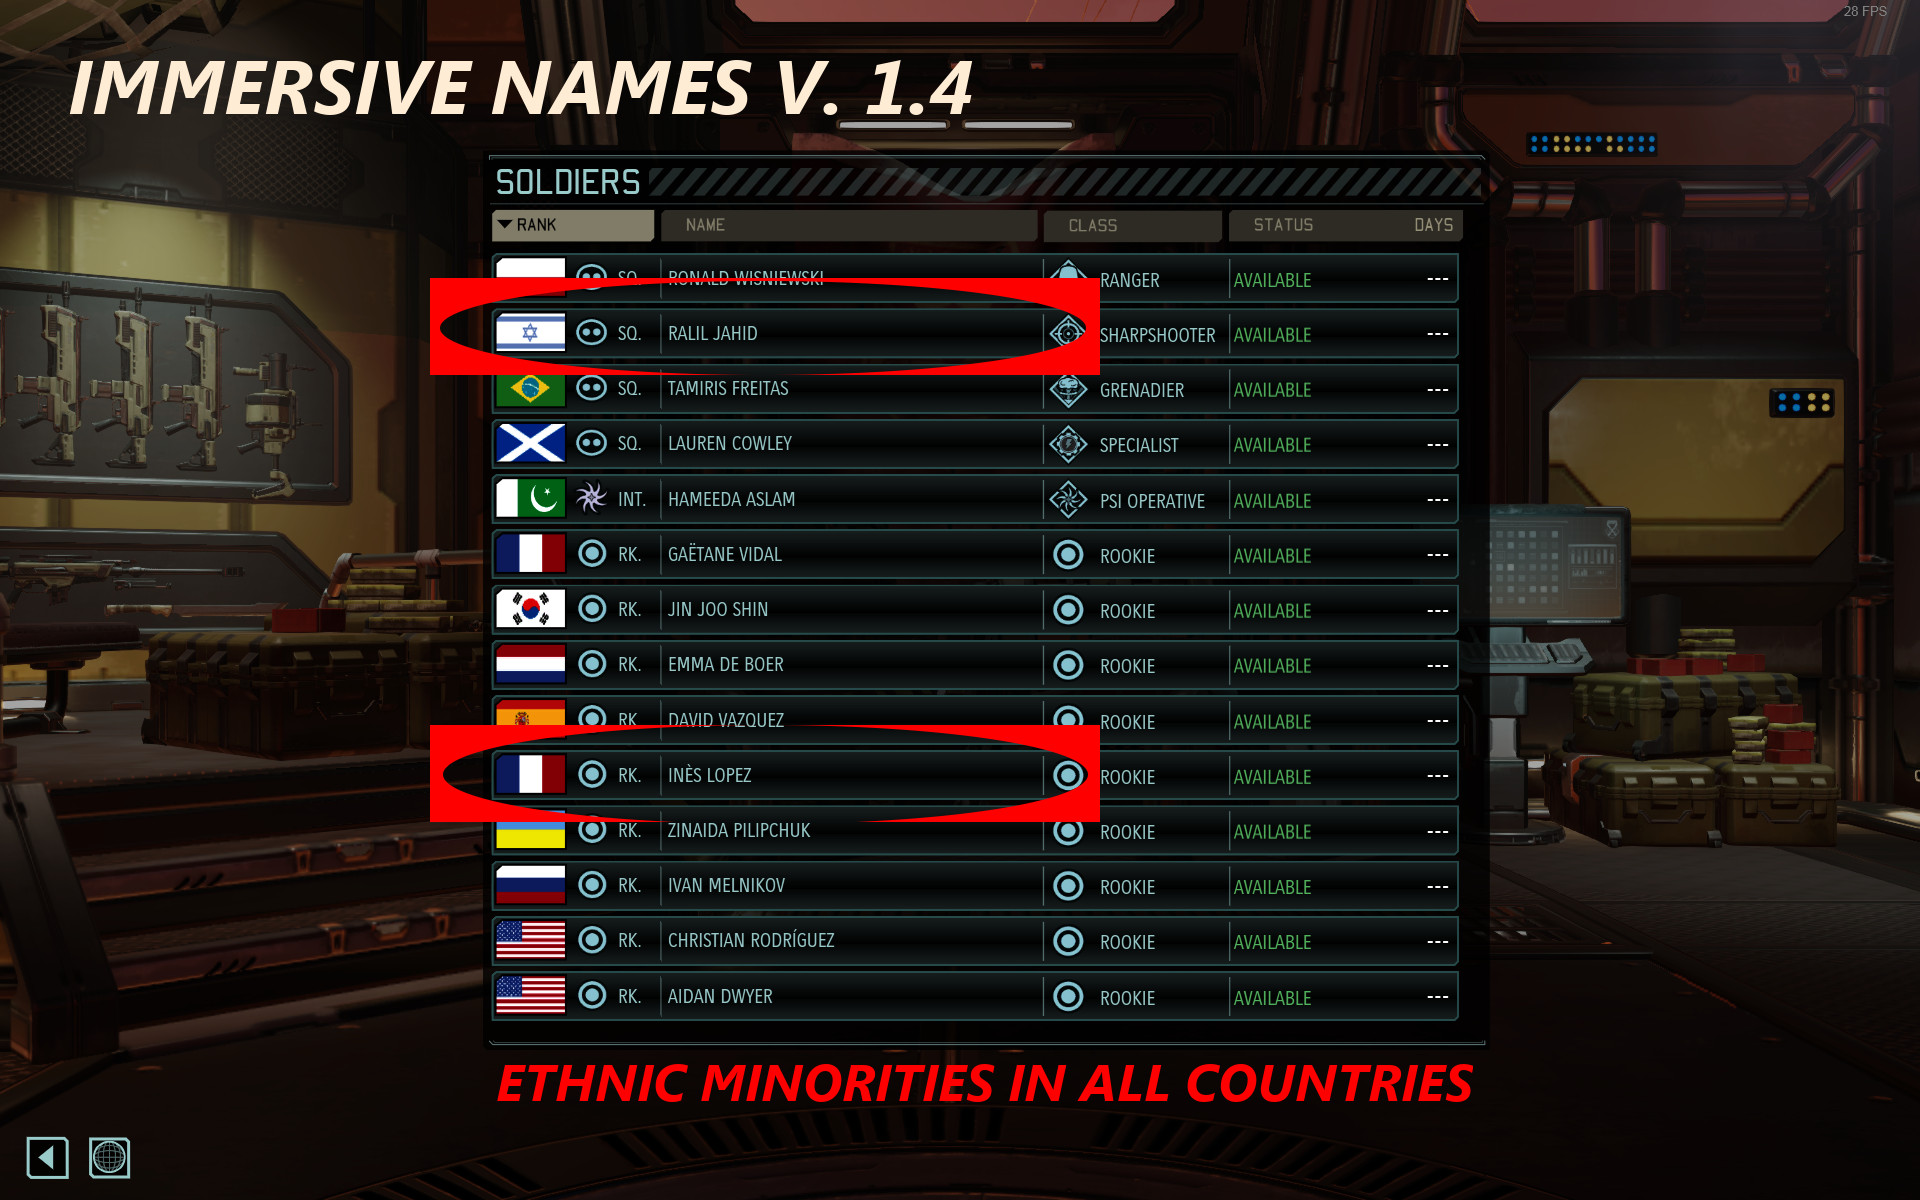 28 FPS
IMMERSIVE NAMES V. 1.4
SOLDIERS
RANK NAME CLASS STATUS DAYS
SQ. RONALD WISNIEWSKI RANGER AVAILABLE ---
SQ. RALIL JAHID SHARPSHOOTER AVAILABLE ---
SQ. TAMIRIS FREITAS GRENADIER AVAILABLE ---
SQ. LAUREN COWLEY SPECIALIST AVAILABLE ---
INT. HAMEEDA ASLAM PSI OPERATIVE AVAILABLE ---
RK. GAËTANE VIDAL ROOKIE AVAILABLE ---
RK. JIN JOO SHIN ROOKIE AVAILABLE ---
RK. EMMA DE BOER ROOKIE AVAILABLE ---
RK. DAVID VAZQUEZ ROOKIE AVAILABLE ---
RK. INÈS LOPEZ ROOKIE AVAILABLE ---
RK. ZINAIDA PILIPCHUK ROOKIE AVAILABLE ---
RK. IVAN MELNIKOV ROOKIE AVAILABLE ---
RK. CHRISTIAN RODRÍGUEZ ROOKIE AVAILABLE ---
RK. AIDAN DWYER ROOKIE AVAILABLE ---
ETHNIC MINORITIES IN ALL COUNTRIES